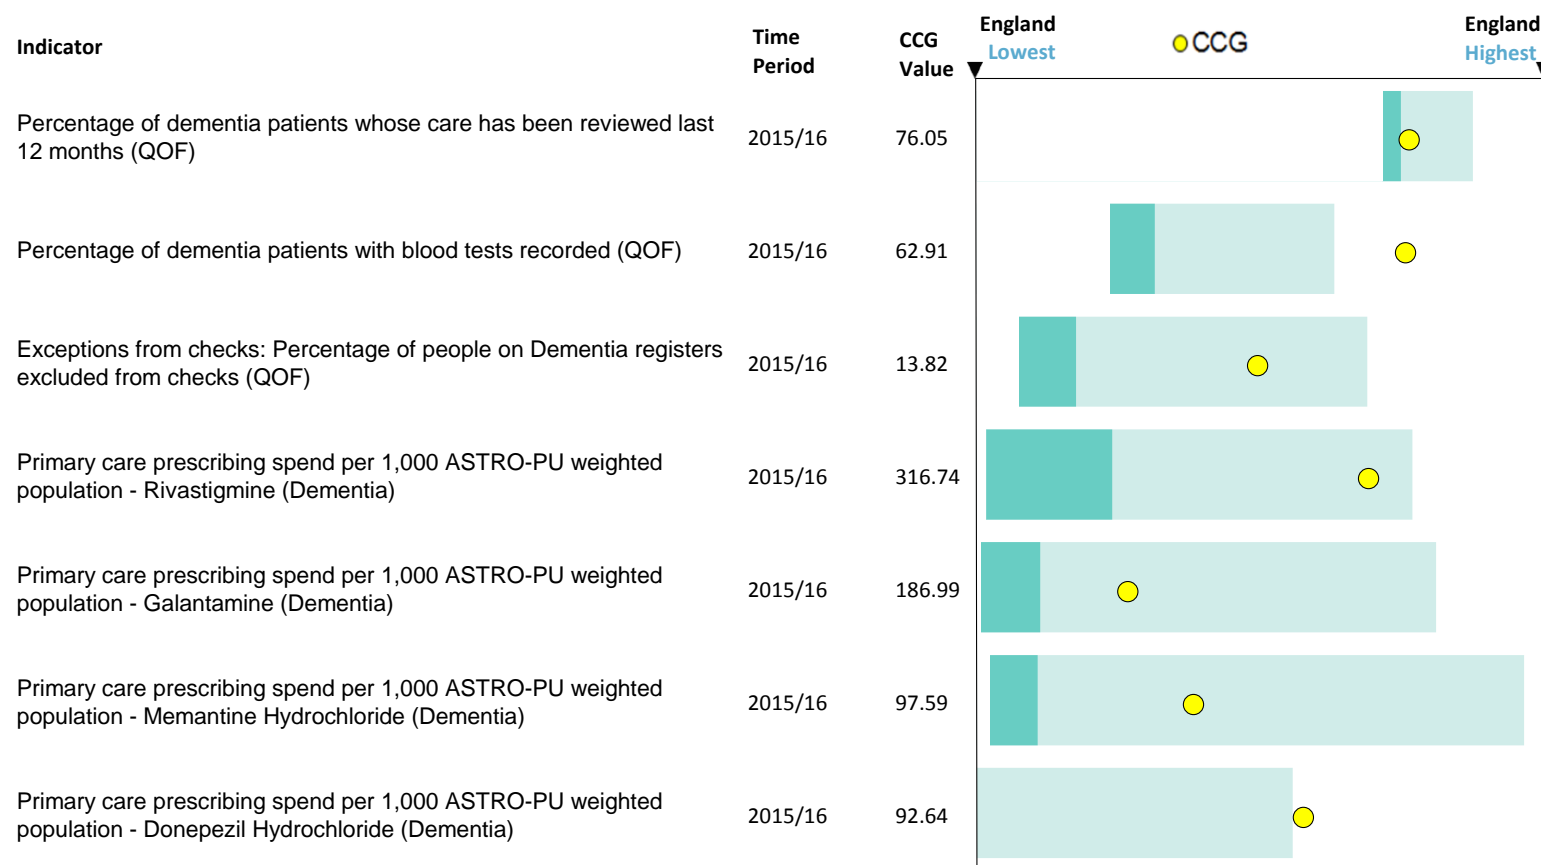 Indicator
Time
Period
CCG
Value
England
Lowest
CCG
England
Highest
Percentage of dementia patients whose care has been reviewed last
12 months (QOF)
2015/16
76.05
Percentage of dementia patients with blood tests recorded (QOF)
2015/16
62.91
Exceptions from checks: Percentage of people on Dementia registers
excluded from checks (QOF)
2015/16
13.82
Primary care prescribing spend per 1,000 ASTRO-PU weighted
population - Rivastigmine (Dementia)
2015/16
316.74
Primary care prescribing spend per 1,000 ASTRO-PU weighted
population - Galantamine (Dementia)
2015/16
186.99
Primary care prescribing spend per 1,000 ASTRO-PU weighted
population - Memantine Hydrochloride (Dementia)
2015/16
97.59
Primary care prescribing spend per 1,000 ASTRO-PU weighted
population - Donepezil Hydrochloride (Dementia)
2015/16
92.64